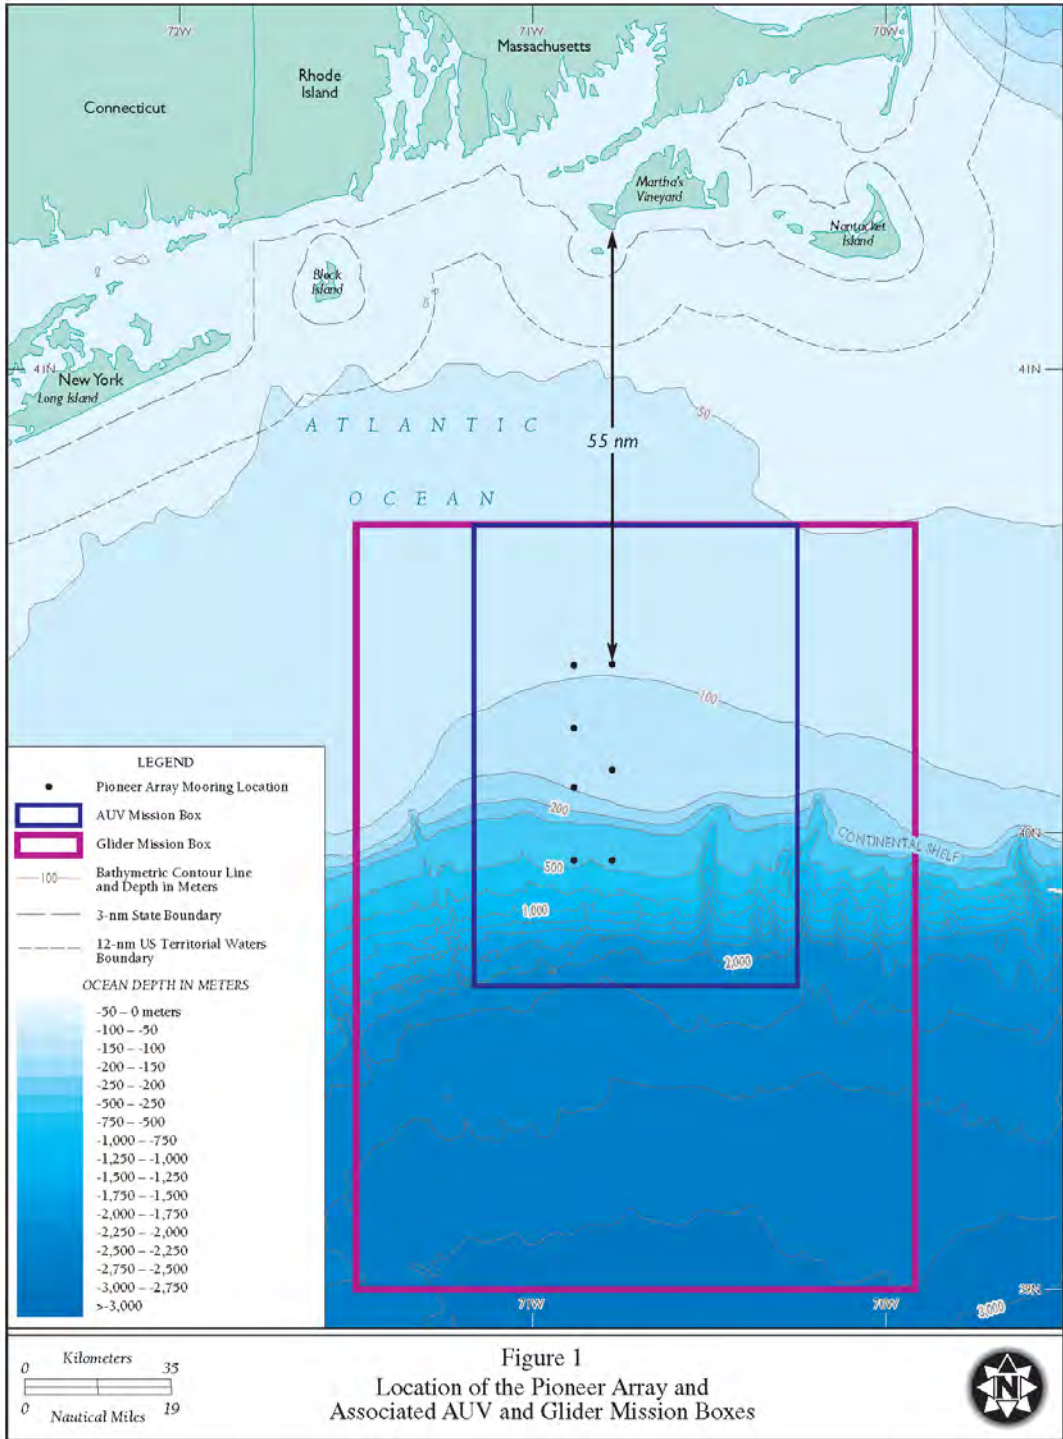 72W
71W
70W
Massachusetts
Rhode
Island
Connecticut
Martha's
Vineyard
Nantucket
Island
Block
Island
41N
41N
New York
Long Island
50
ATLANTIC
55 nm
OCEAN
100
200
CONTINENTAL SHELF
40N
500
1,000
2,000
LEGEND
Pioneer Array Mooring Location
AUV Mission Box
Glider Mission Box
100
Bathymetric Contour Line
and Depth in Meters
3-nm State Boundary
12-nm US Territorial Waters
Boundary
OCEAN DEPTH IN METERS
-50 – 0 meters
-100 – -50
-150 – -100
-200 – -150
-250 – -200
-500 – -250
-750 – -500
-1,000 – -750
-1,250 – -1,000
-1,500 – -1,250
-1,750 – -1,500
-2,000 – -1,750
-2,250 – -2,000
-2,500 – -2,250
-2,750 – -2,500
-3,000 – -2,750
>-3,000
39N
71W
70W
3,000
Kilometers
0 35
0 19
Nautical Miles
Figure 1
Location of the Pioneer Array and
Associated AUV and Glider Mission Boxes
N